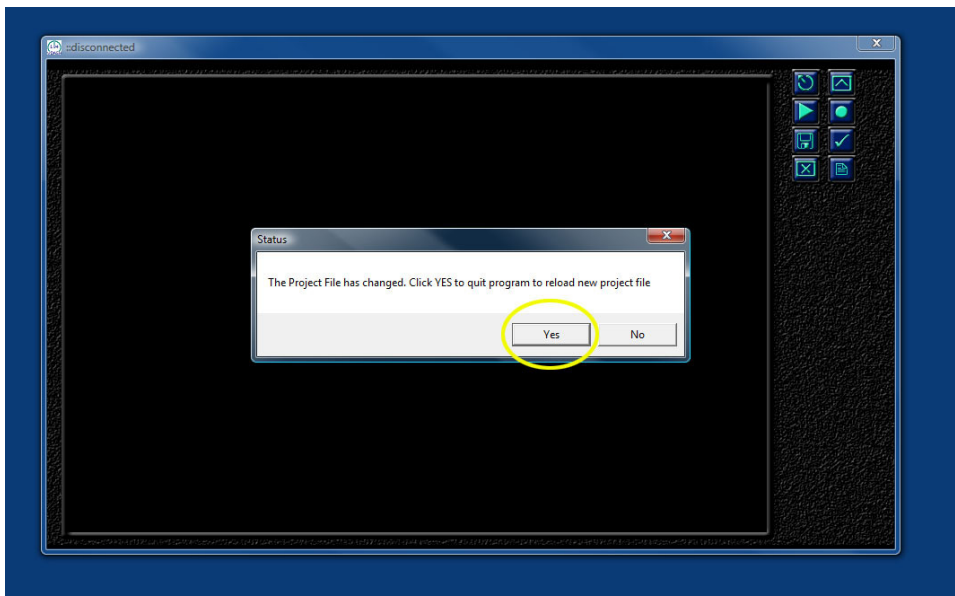 ::disconnected
Status
The Project File has changed. Click YES to quit program to reload new project file
Yes
No